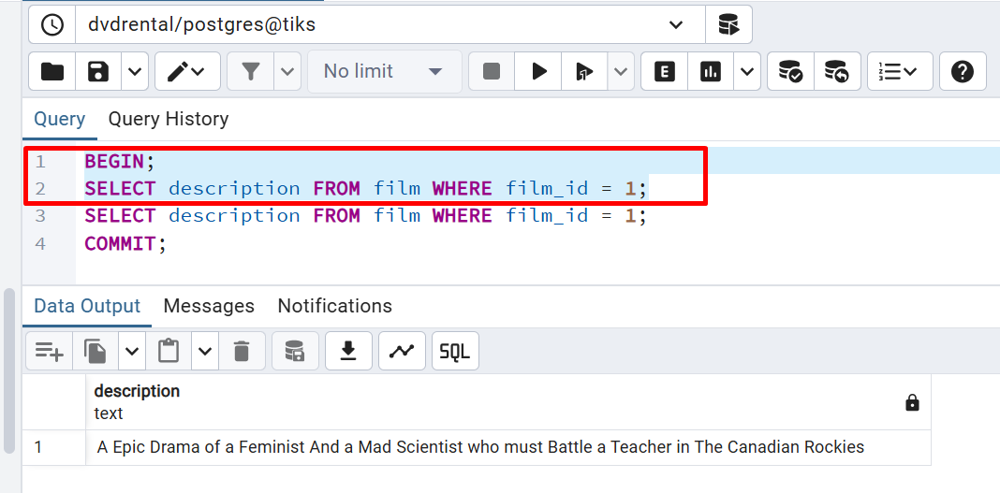 dvdrental/postgres@tiks
No limit
E
1
Query Query History
1 BEGIN;
2 SELECT description FROM film WHERE film_id = 1;
3 SELECT description FROM film WHERE film_id = 1;
4 COMMIT;
Data Output Messages Notifications
SQL
description
text
1 A Epic Drama of a Feminist And a Mad Scientist who must Battle a Teacher in The Canadian Rockies